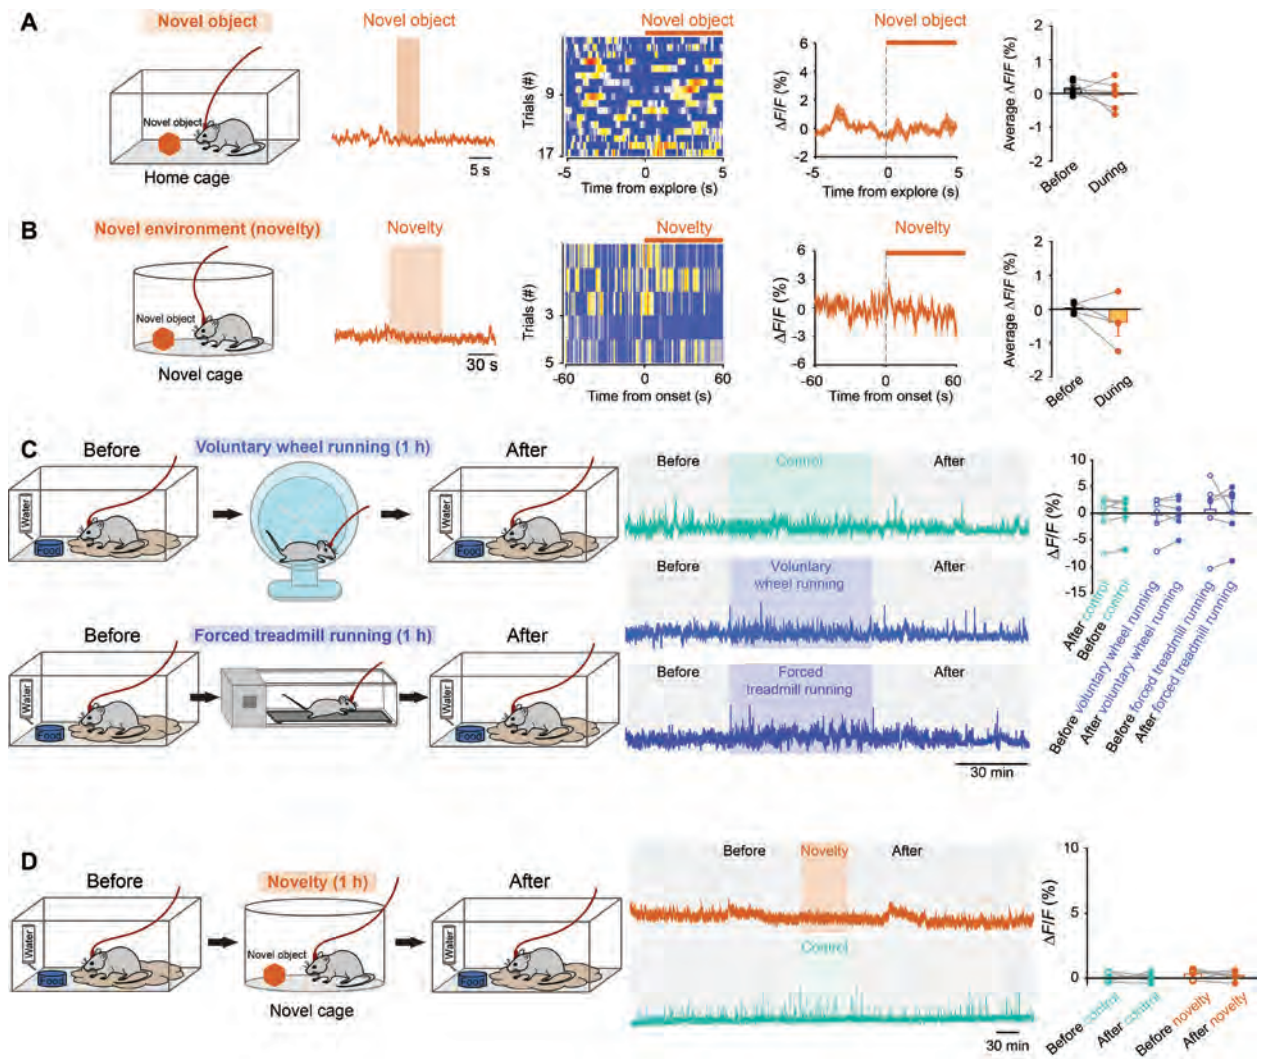 A
Novel object
Novel object
Home cage
Novel object
5 s
Novel object
Trials (#)
9
17
-5
0
5
Time from explore (s)
Novel object
ΔF/F (%)
6
4
2
0
-2
-5
0
5
Time from explore (s)
Average ΔF/F (%)
2
1
0
-1
-2
Before
During
B
Novel environment (novelty)
Novel object
Novel cage
Novelty
30 s
Novelty
Trials (#)
3
5
-60
0
60
Time from onset (s)
Novelty
ΔF/F (%)
6
3
0
-3
-6
-60
0
60
Time from onset (s)
Average ΔF/F (%)
2
1
0
-1
-2
Before
During
C
Before
Voluntary wheel running (1 h)
After
Water
Food
Water
Food
Before
Forced treadmill running (1 h)
After
Water
Food
Water
Food
Before
Control
After
Before
Voluntary
wheel running
After
Before
Forced
treadmill running
After
30 min
ΔF/F (%)
10
5
0
-5
-10
-15
After control
Before control
Before voluntary wheel running
After voluntary wheel running
Before forced treadmill running
After forced treadmill running
D
Before
Novelty (1 h)
After
Water
Food
Novel object
Novel cage
Water
Food
Before
Novelty
After
Control
30 min
ΔF/F (%)
10
5
0
Before control
After control
Before novelty
After novelty